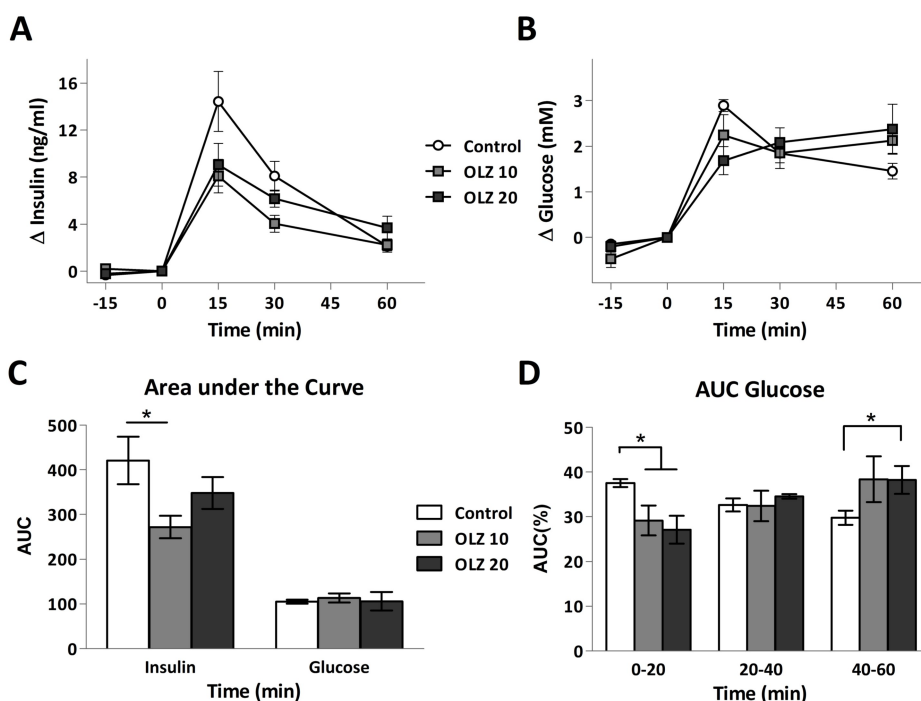 A
Δ Insulin (ng/ml)
16
12
8
4
0
-15 0 15 30 45 60
Time (min)
Control
OLZ 10
OLZ 20
B
Δ Glucose (mM)
3
2
1
0
-15 0 15 30 45 60
Time (min)
C
Area under the Curve
AUC
500
400
300
200
100
0
*
Insulin Glucose
Time (min)
Control
OLZ 10
OLZ 20
D
AUC Glucose
AUC(%)
50
40
30
20
10
0
* *
0-20 20-40 40-60
Time (min)